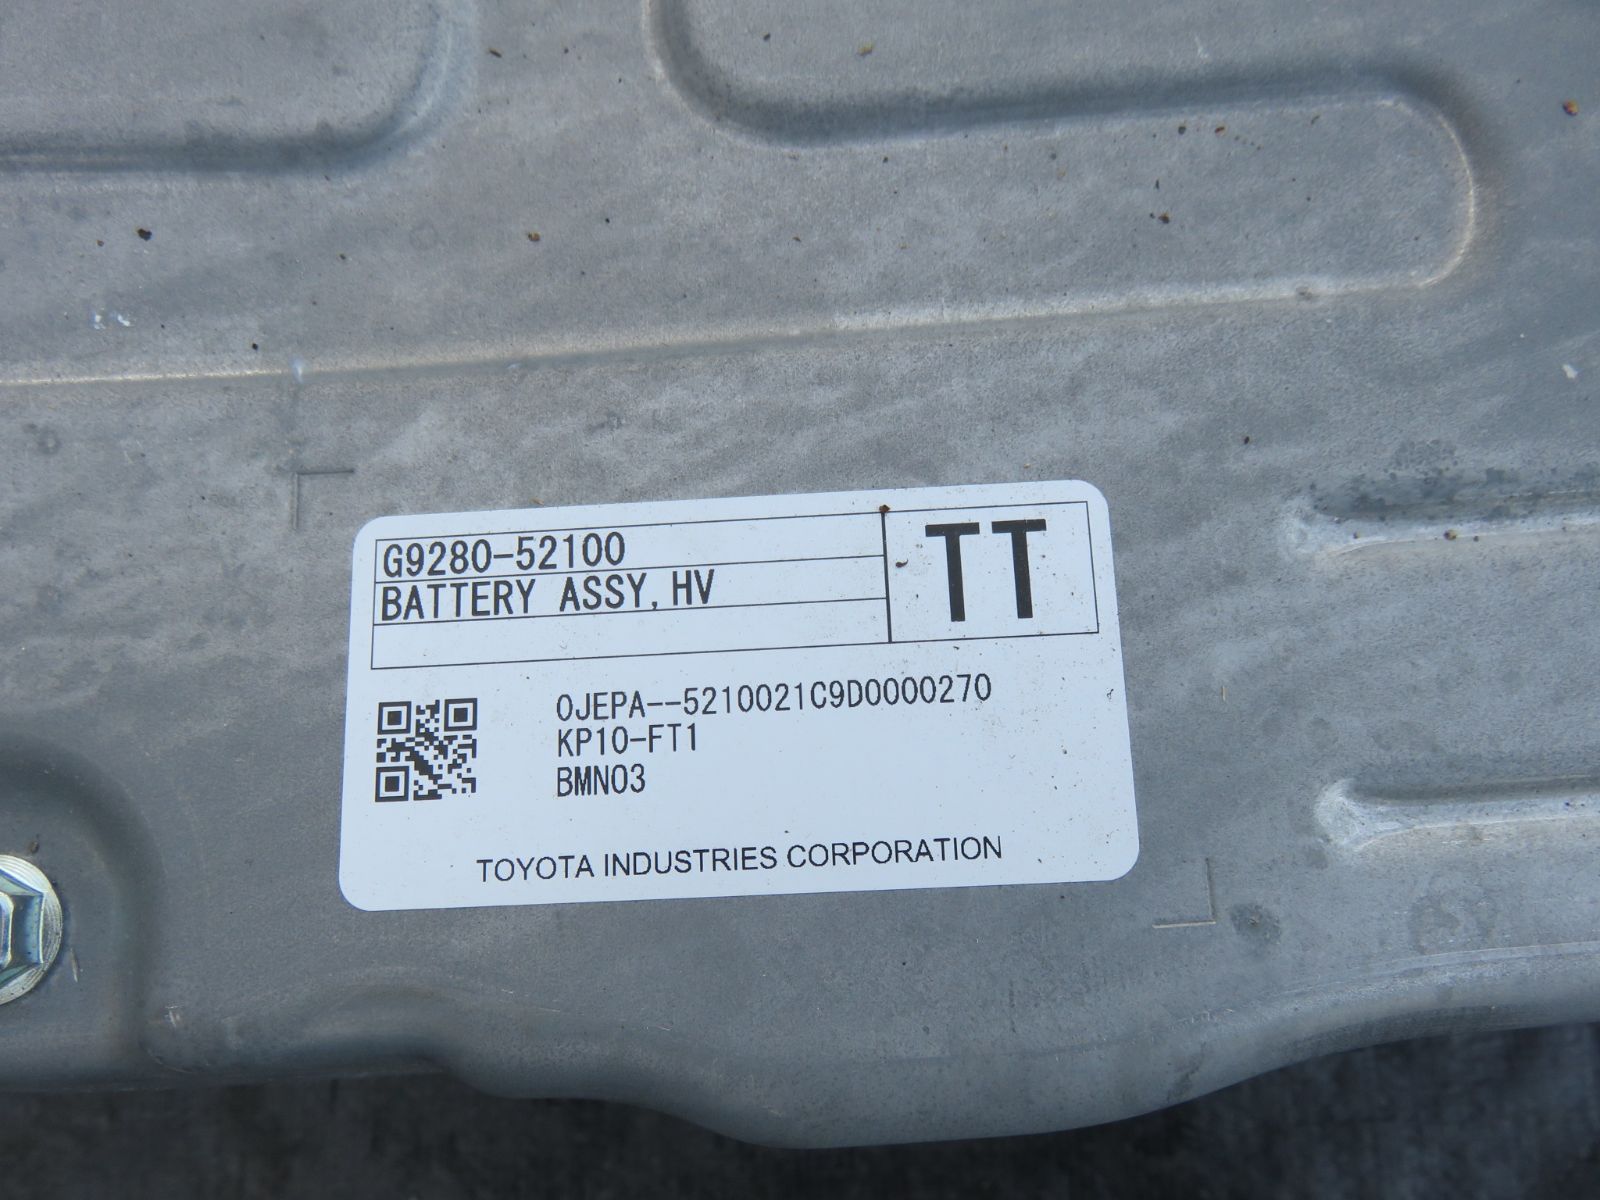 G9280-52100
BATTERY ASSY, HV
TT
0JEPA--5210021C9D0000270
KP10-FT1
BMN03
TOYOTA INDUSTRIES CORPORATION